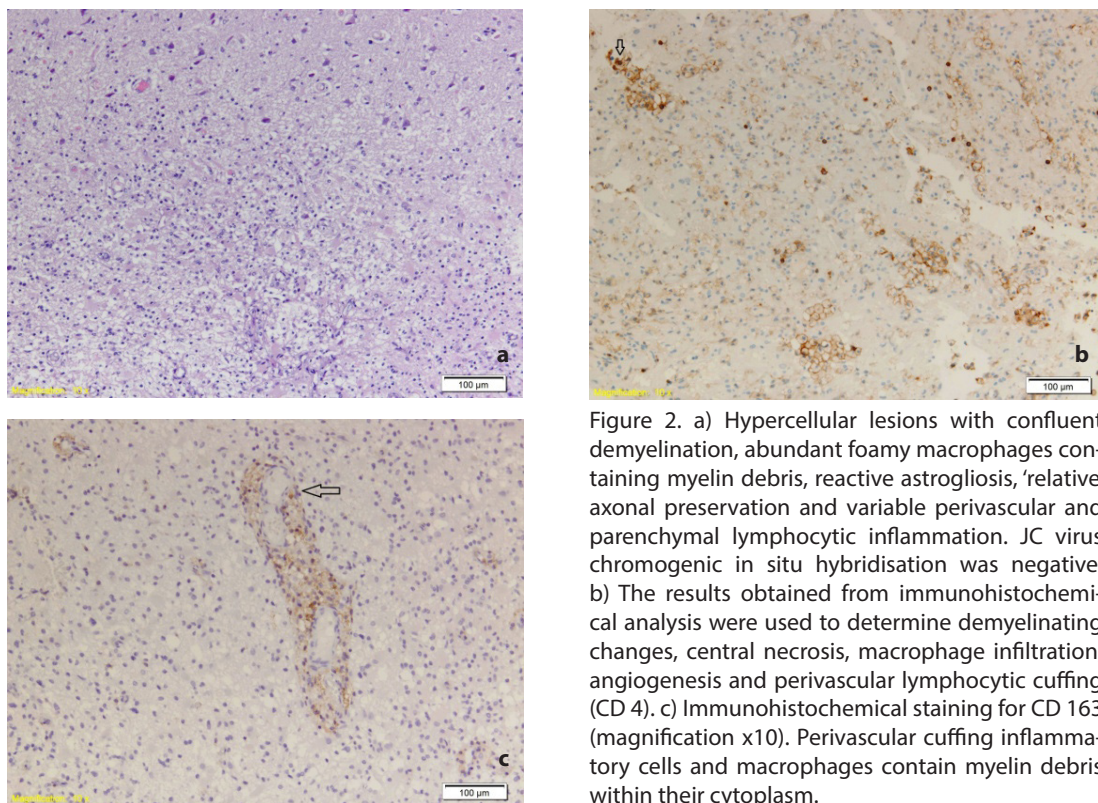 a
100 µm
b
100 µm
c
100 µm
Figure 2. a) Hypercellular lesions with confluent
demyelination, abundant foamy macrophages con-
taining myelin debris, reactive astrogliosis, ‘relative
axonal preservation and variable perivascular and
parenchymal lymphocytic inflammation. JC virus
chromogenic in situ hybridisation was negative
b) The results obtained from immunohistochemi-
cal analysis were used to determine demyelinating
changes, central necrosis, macrophage infiltration
angiogenesis and perivascular lymphocytic cuffing
(CD 4). c) Immunohistochemical staining for CD 163
(magnification x10). Perivascular cuffing inflamma-
tory cells and macrophages contain myelin debris
within their cytoplasm.